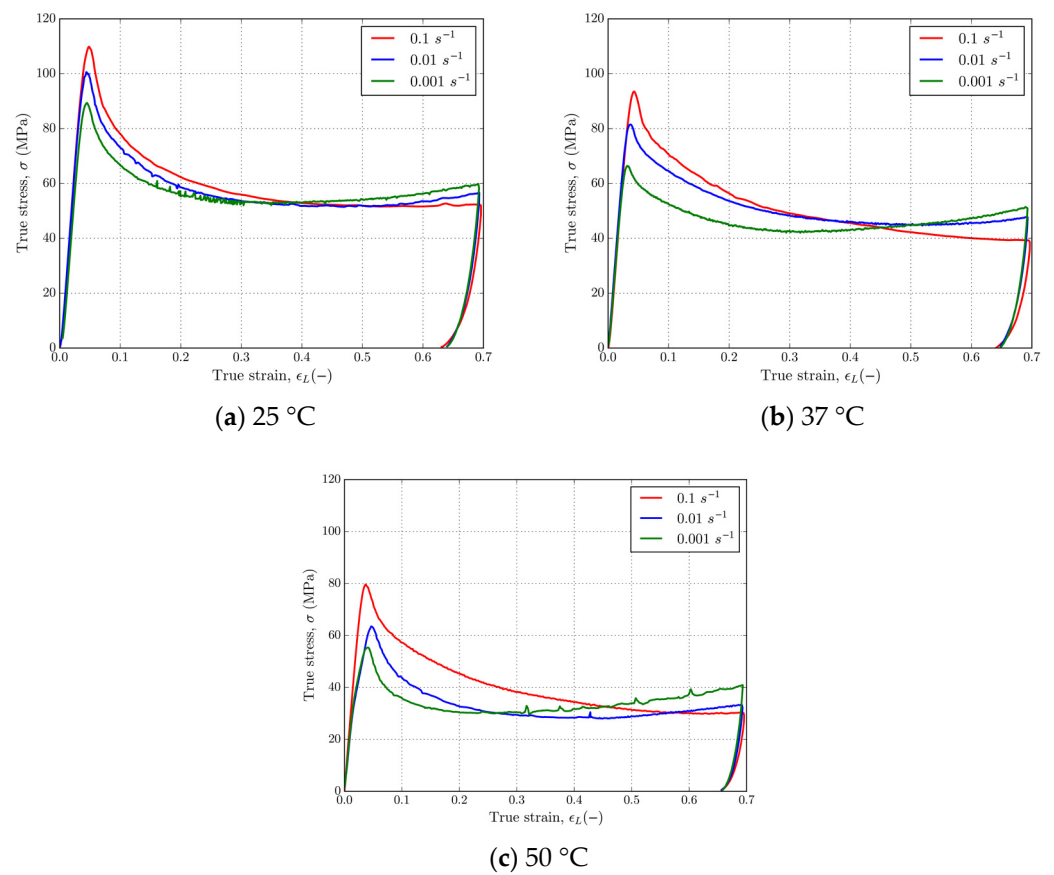 120
100
80
60
40
20
0
0.0 0.1 0.2 0.3 0.4 0.5 0.6 0.7
True stress, σ (MPa)
True strain, ϵ_L(−)
0.1 s⁻¹
0.01 s⁻¹
0.001 s⁻¹
(a) 25 °C
120
100
80
60
40
20
0
0.0 0.1 0.2 0.3 0.4 0.5 0.6 0.7
True stress, σ (MPa)
True strain, ϵ_L(−)
0.1 s⁻¹
0.01 s⁻¹
0.001 s⁻¹
(b) 37 °C
120
100
80
60
40
20
0
0.0 0.1 0.2 0.3 0.4 0.5 0.6 0.7
True stress, σ (MPa)
True strain, ϵ_L(−)
0.1 s⁻¹
0.01 s⁻¹
0.001 s⁻¹
(c) 50 °C